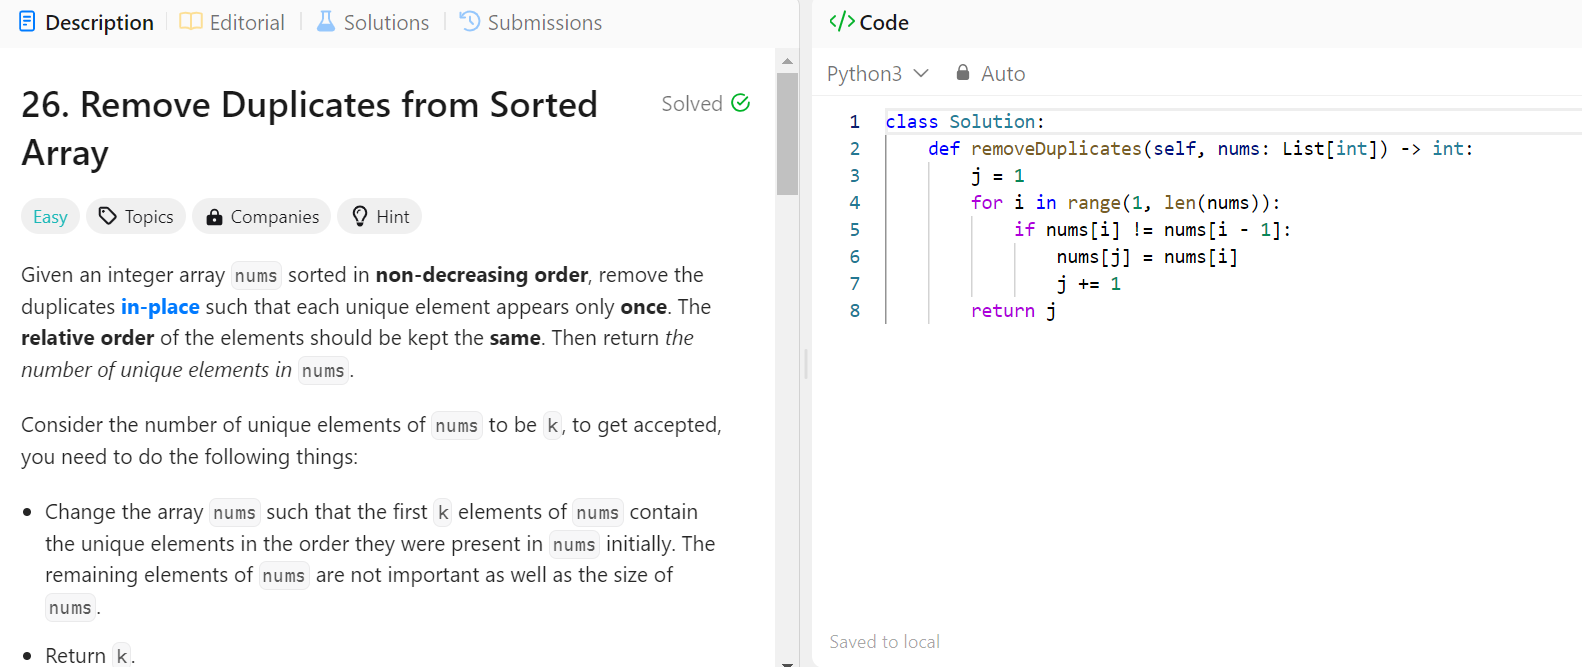 Description Editorial Solutions Submissions
26. Remove Duplicates from Sorted
Array
Solved
Easy Topics Companies Hint
Given an integer array nums sorted in non-decreasing order, remove the
duplicates in-place such that each unique element appears only once. The
relative order of the elements should be kept the same. Then return the
number of unique elements in nums.
Consider the number of unique elements of nums to be k, to get accepted,
you need to do the following things:
• Change the array nums such that the first k elements of nums contain
the unique elements in the order they were present in nums initially. The
remaining elements of nums are not important as well as the size of
nums.
• Return k.
</> Code
Python3 Auto
1 class Solution:
2     def removeDuplicates(self, nums: List[int]) -> int:
3         j = 1
4         for i in range(1, len(nums)):
5             if nums[i] != nums[i - 1]:
6                 nums[j] = nums[i]
7                 j += 1
8         return j
Saved to local